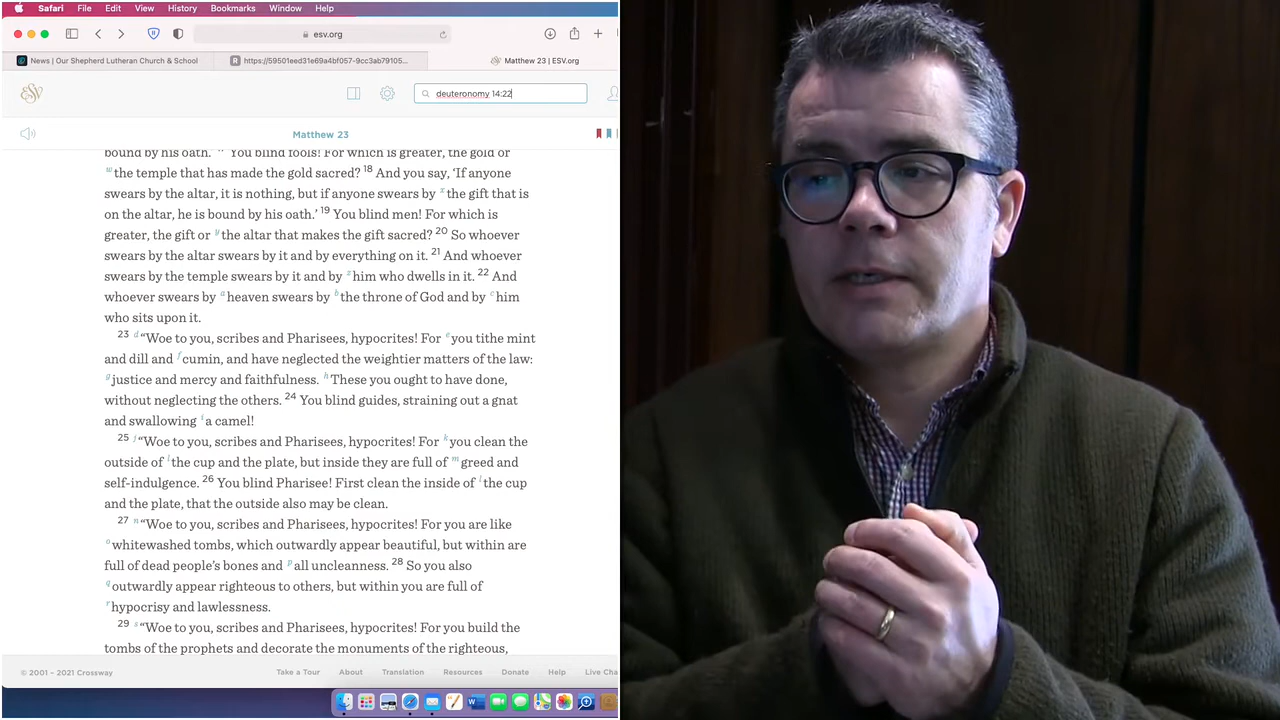 Safari File Edit View History Bookmarks Window Help
esv.org
News | Our Shepherd Lutheran Church & School
https://59501eed31e69a4bf057-9cc3ab79105...
Matthew 23 | ESV.org
ESV
deuteronomy 14:22
Matthew 23
bound by his oath.’ 17 You blind fools! For which is greater, the gold or
w the temple that has made the gold sacred? 18 And you say, ‘If anyone
swears by the altar, it is nothing, but if anyone swears by x the gift that is
on the altar, he is bound by his oath.’ 19 You blind men! For which is
greater, the gift or y the altar that makes the gift sacred? 20 So whoever
swears by the altar swears by it and by everything on it. 21 And whoever
swears by the temple swears by it and by z him who dwells in it. 22 And
whoever swears by a heaven swears by b the throne of God and by c him
who sits upon it.
23 d “Woe to you, scribes and Pharisees, hypocrites! For e you tithe mint
and dill and f cumin, and have neglected the weightier matters of the law:
g justice and mercy and faithfulness. h These you ought to have done,
without neglecting the others. 24 You blind guides, straining out a gnat
and swallowing i a camel!
25 j “Woe to you, scribes and Pharisees, hypocrites! For k you clean the
outside of l the cup and the plate, but inside they are full of m greed and
self-indulgence. 26 You blind Pharisee! First clean the inside of l the cup
and the plate, that the outside also may be clean.
27 n “Woe to you, scribes and Pharisees, hypocrites! For you are like
o whitewashed tombs, which outwardly appear beautiful, but within are
full of dead people’s bones and p all uncleanness. 28 So you also
q outwardly appear righteous to others, but within you are full of
r hypocrisy and lawlessness.
29 s “Woe to you, scribes and Pharisees, hypocrites! For you build the
tombs of the prophets and decorate the monuments of the righteous,
© 2001 – 2021 Crossway Take a Tour About Translation Resources Donate Help Live Cha